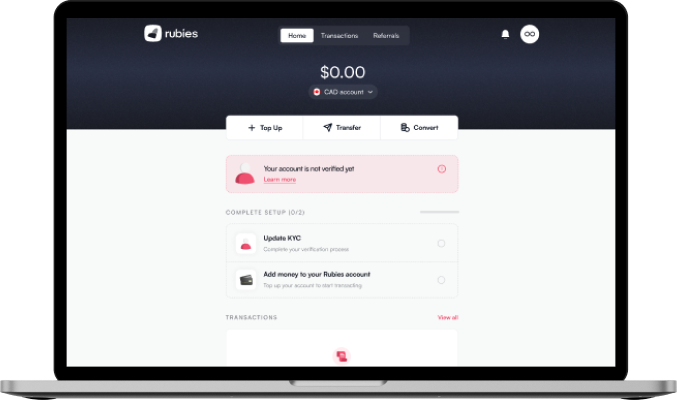 rubies
Home Transactions Referrals
$0.00
CAD account
Top Up Transfer Convert
Your account is not verified yet
Learn more
COMPLETE SETUP (0/2)
Update KYC
Complete your verification process
Add money to your Rubies account
Top up your account to start transacting
TRANSACTIONS View all